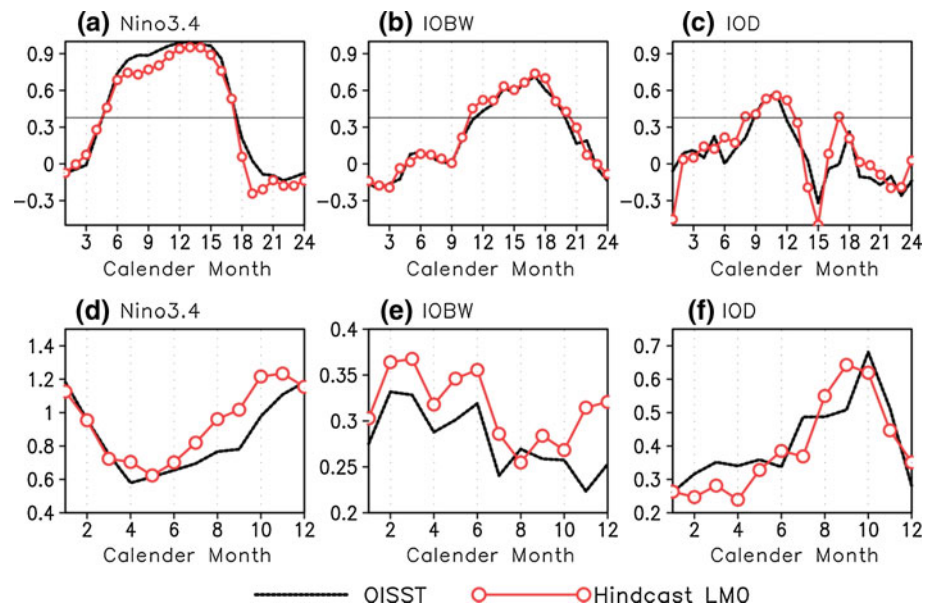 (a) Nino3.4 (b) IOBW (c) IOD
0.9 0.9 0.9
0.6 0.6 0.6
0.3 0.3 0.3
0 0 0
−0.3 −0.3 −0.3
3 6 9 12 15 18 21 24 3 6 9 12 15 18 21 24 3 6 9 12 15 18 21 24
Calender Month Calender Month Calender Month
(d) Nino3.4 (e) IOBW (f) IOD
1.4 0.4 0.7
1.2 0.35 0.6
1 0.3 0.5
0.8 0.25 0.4
0.6 0.2 0.3
0.4 0.2
2 4 6 8 10 12 2 4 6 8 10 12 2 4 6 8 10 12
Calender Month Calender Month Calender Month
OISST Hindcast LM0